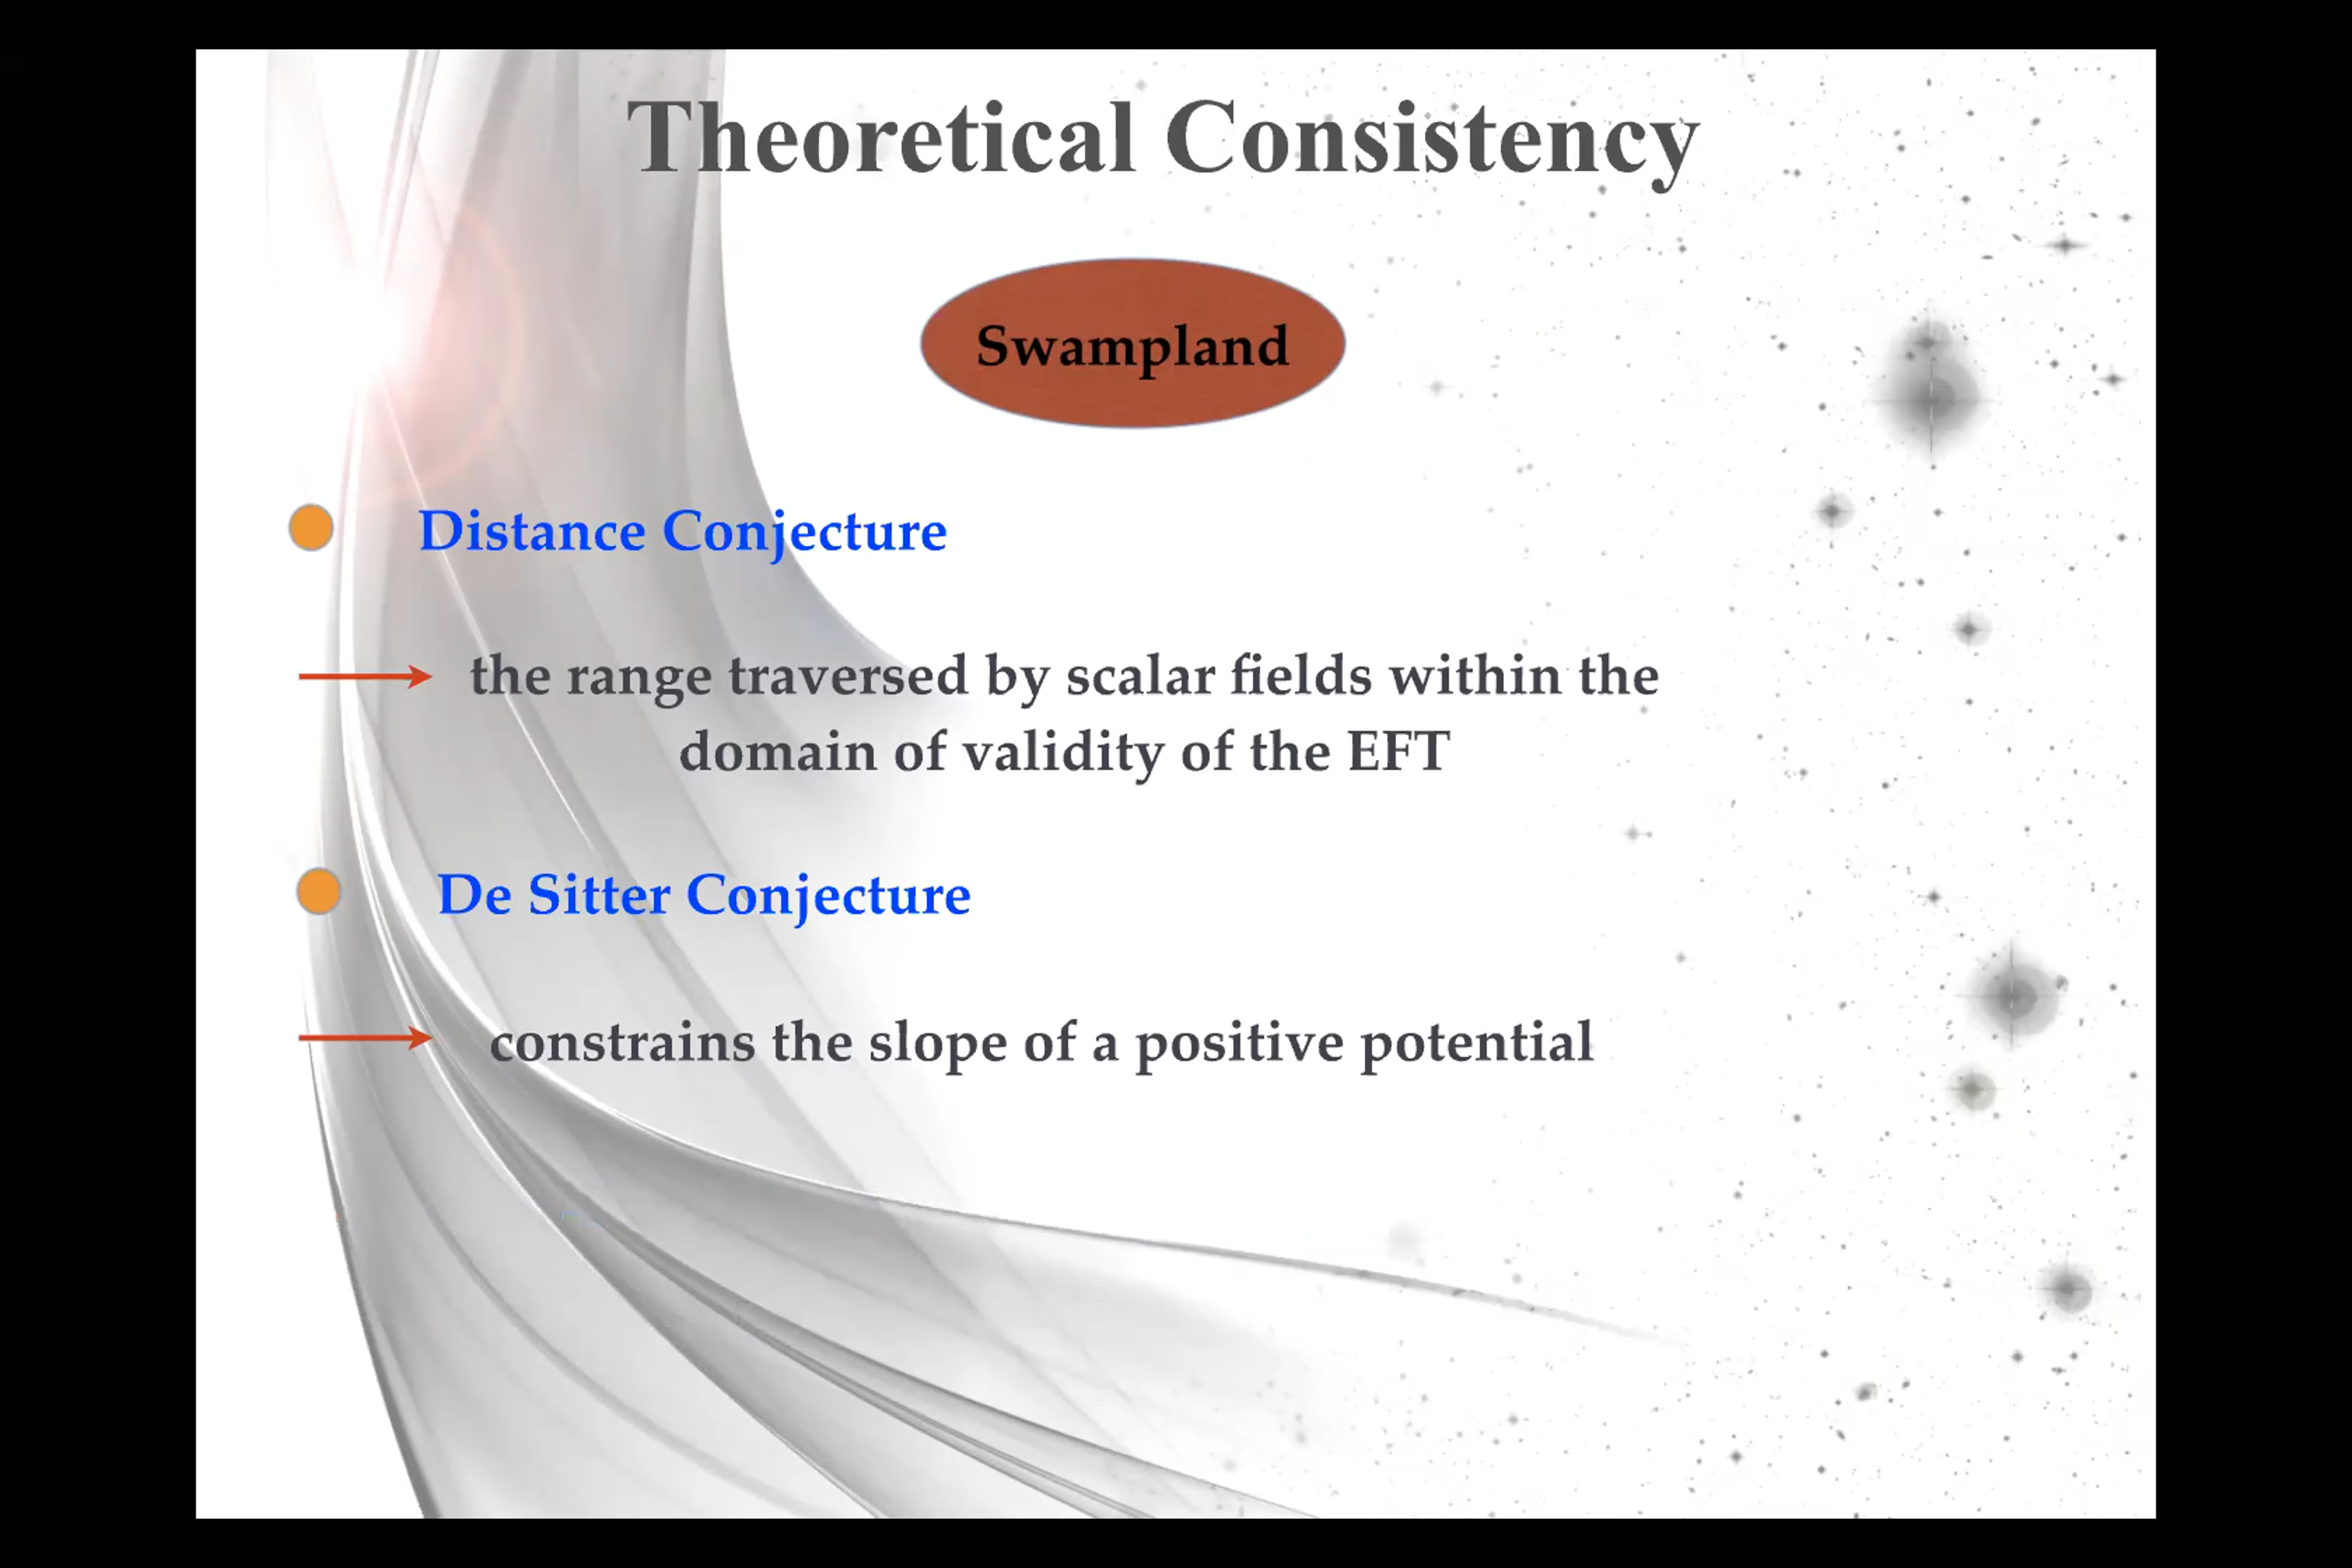 Theoretical Consistency
Swampland
Distance Conjecture
the range traversed by scalar fields within the
domain of validity of the EFT
De Sitter Conjecture
constrains the slope of a positive potential